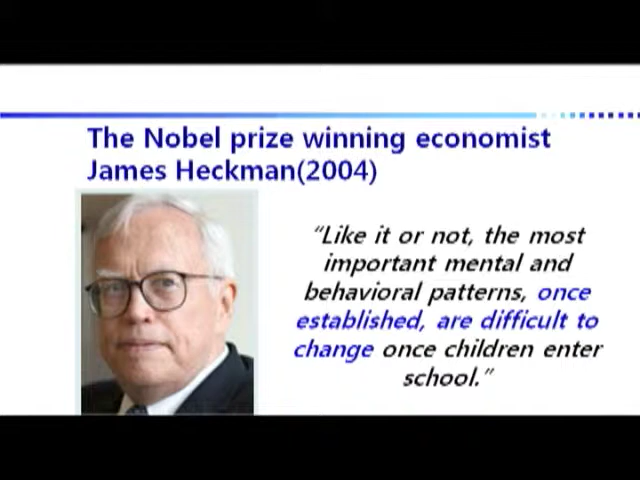 The Nobel prize winning economist
James Heckman(2004)
“Like it or not, the most
important mental and
behavioral patterns, once
established, are difficult to
change once children enter
school.”